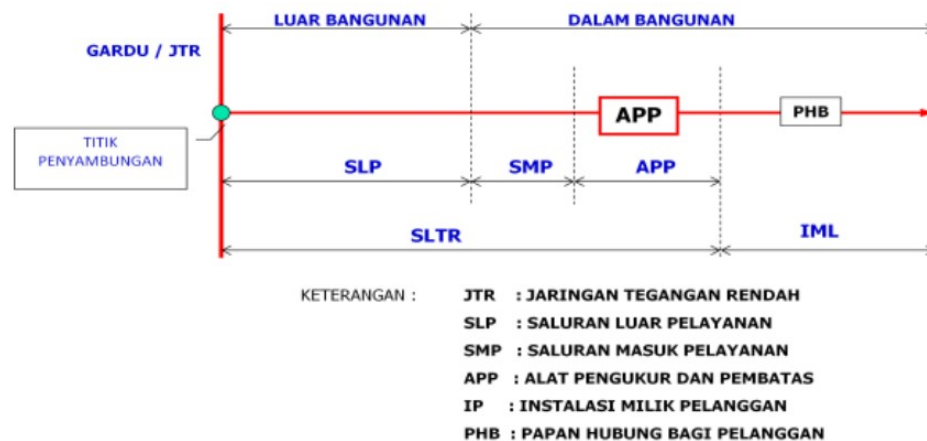 LUAR BANGUNAN
DALAM BANGUNAN
GARDU / JTR
APP
PHB
TITIK
PENYAMBUNGAN
SLP
SMP
APP
SLTR
IML
KETERANGAN :
JTR : JARINGAN TEGANGAN RENDAH
SLP : SALURAN LUAR PELAYANAN
SMP : SALURAN MASUK PELAYANAN
APP : ALAT PENGUKUR DAN PEMBATAS
IP : INSTALASI MILIK PELANGGAN
PHB : PAPAN HUBUNG BAGI PELANGGAN